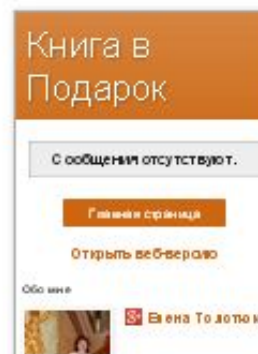 Книга в
Подарок
Сообщения отсутствуют.
Главная страница
Открыть веб-версию
Обо мне
Елена